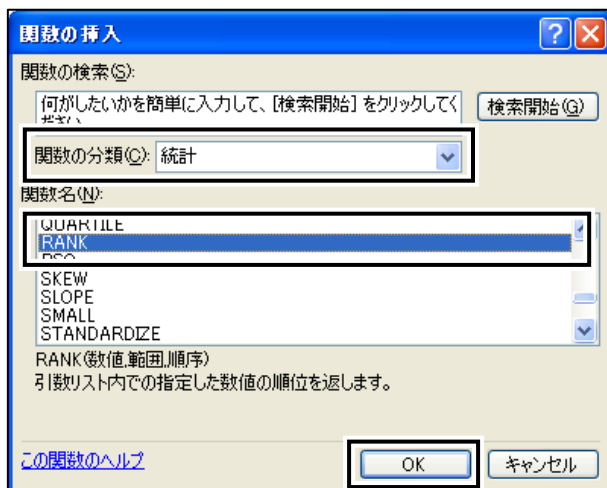 関数の挿入
関数の検索(S):
何がしたいかを簡単に入力して、[検索開始] をクリックしてく
ださい
検索開始(G)
関数の分類(C): 統計
関数名(N):
QUARTILE
RANK
RSQ
SKEW
SLOPE
SMALL
STANDARDIZE
RANK(数値,範囲,順序)
引数リスト内での指定した数値の順位を返します。
この関数のヘルプ
OK
キャンセル